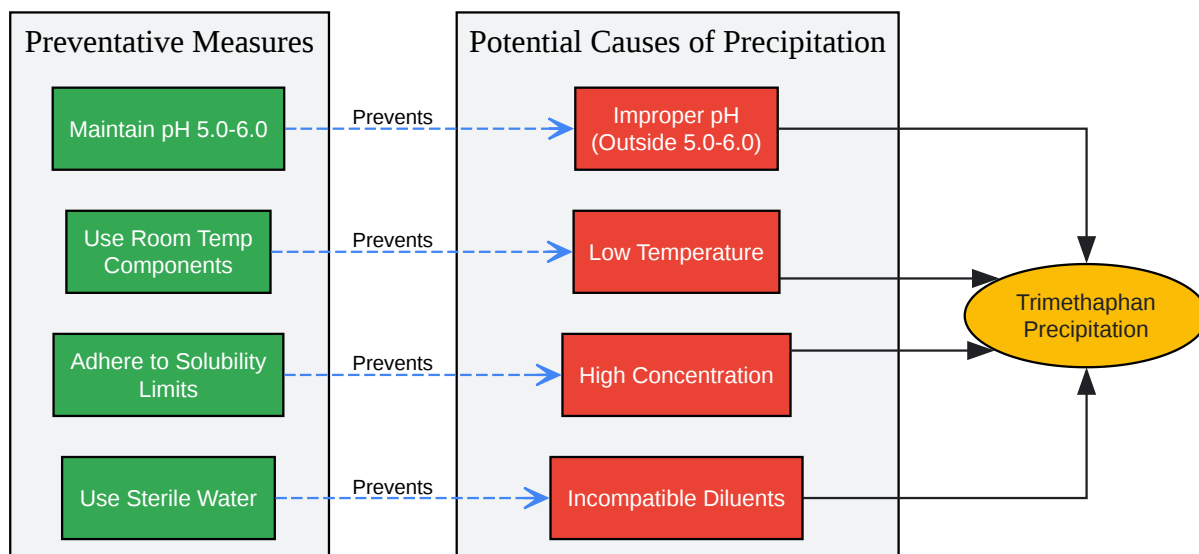 Preventative Measures
Potential Causes of Precipitation
Maintain pH 5.0-6.0
Prevents
Improper pH
(Outside 5.0-6.0)
Use Room Temp
Components
Prevents
Low Temperature
Trimethaphan
Precipitation
Adhere to Solubility
Limits
Prevents
High Concentration
Use Sterile Water
Prevents
Incompatible Diluents